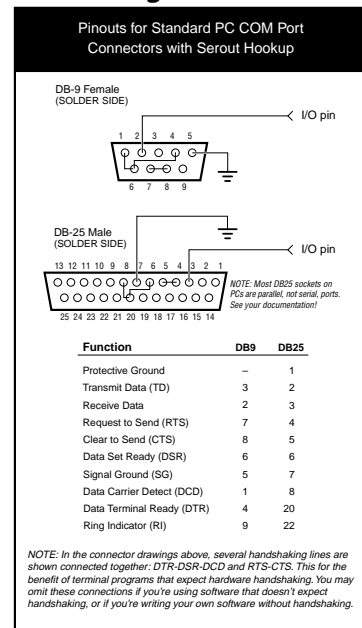 Pinouts for Standard PC COM Port
Connectors with Serout Hookup
DB-9 Female
(SOLDER SIDE)
I/O pin
1 2 3 4 5
6 7 8 9
DB-25 Male
(SOLDER SIDE)
I/O pin
13 12 11 10 9 8 7 6 5 4 3 2 1
25 24 23 22 21 20 19 18 17 16 15 14
NOTE: Most DB25 sockets on
PCs are parallel, not serial, ports.
See your documentation!
Function DB9 DB25
Protective Ground – 1
Transmit Data (TD) 3 2
Receive Data 2 3
Request to Send (RTS) 7 4
Clear to Send (CTS) 8 5
Data Set Ready (DSR) 6 6
Signal Ground (SG) 5 7
Data Carrier Detect (DCD) 1 8
Data Terminal Ready (DTR) 4 20
Ring Indicator (RI) 9 22
NOTE: In the connector drawings above, several handshaking lines are
shown connected together: DTR-DSR-DCD and RTS-CTS. This for the
benefit of terminal programs that expect hardware handshaking. You may
omit these connections if you're using software that doesn't expect
handshaking, or if you're writing your own software without handshaking.